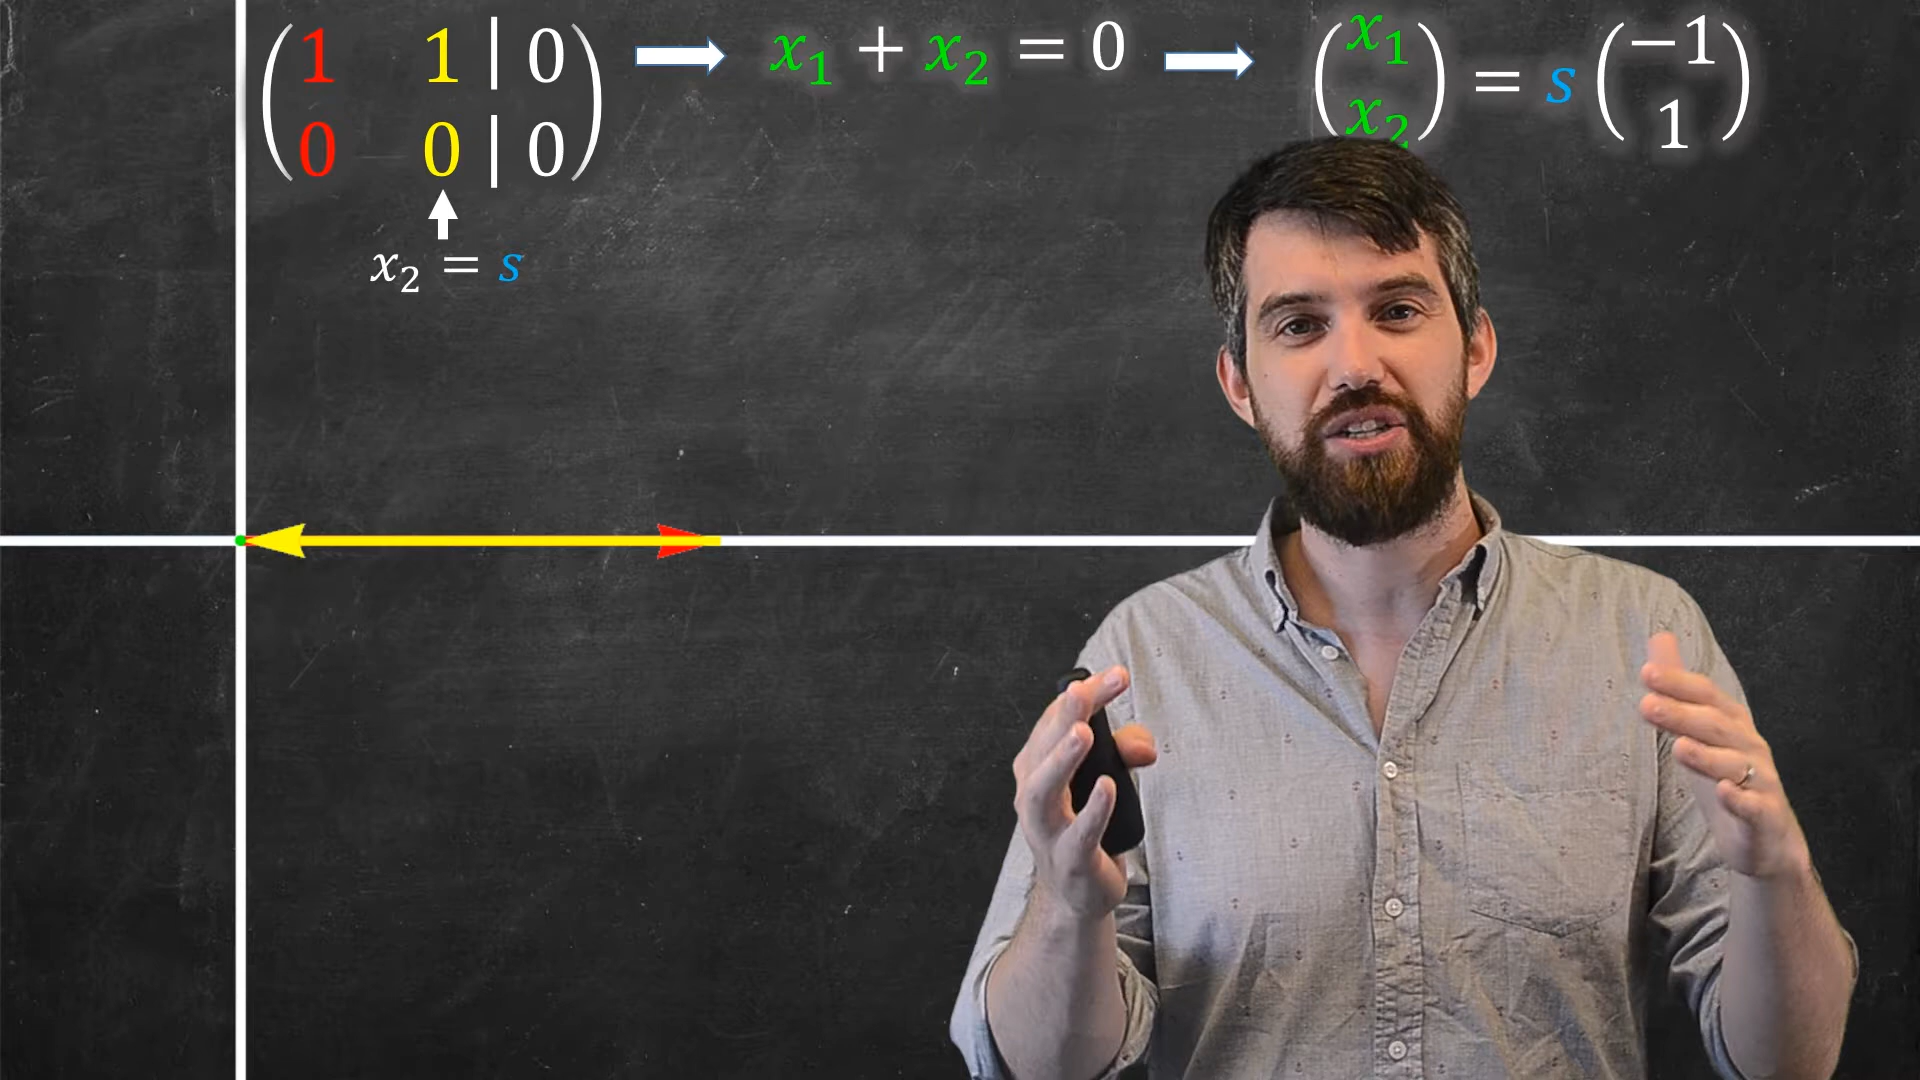 (1 1 | 0) → x₁ + x₂ = 0 → (x₁) = s (−1)
(0 0 | 0) (x₂) (1)
x₂ = s